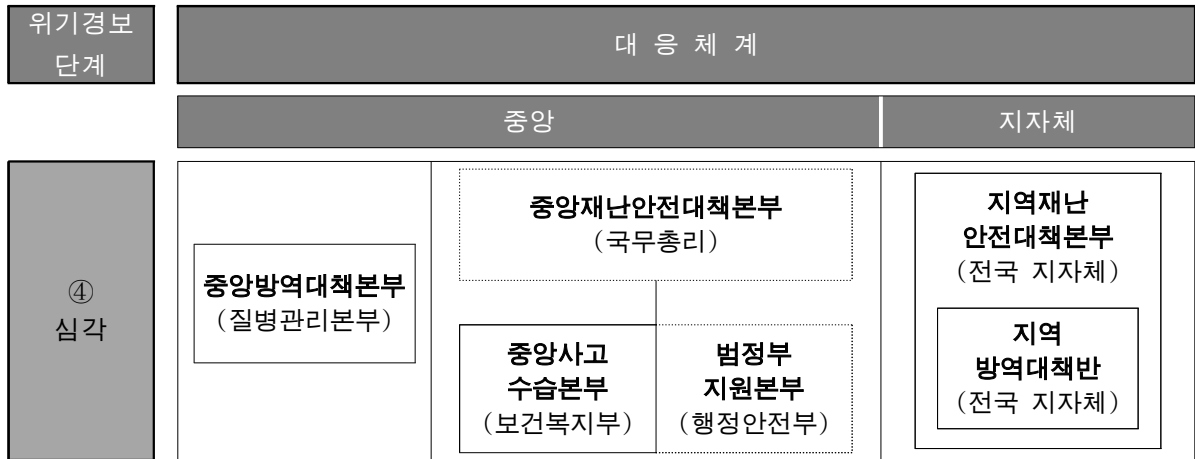 위기경보
단계
대 응 체 계
중앙
지자체
④
심각
중앙방역대책본부
(질병관리본부)
중앙재난안전대책본부
(국무총리)
중앙사고
수습본부
(보건복지부)
범정부
지원본부
(행정안전부)
지역재난
안전대책본부
(전국 지자체)
지역
방역대책반
(전국 지자체)